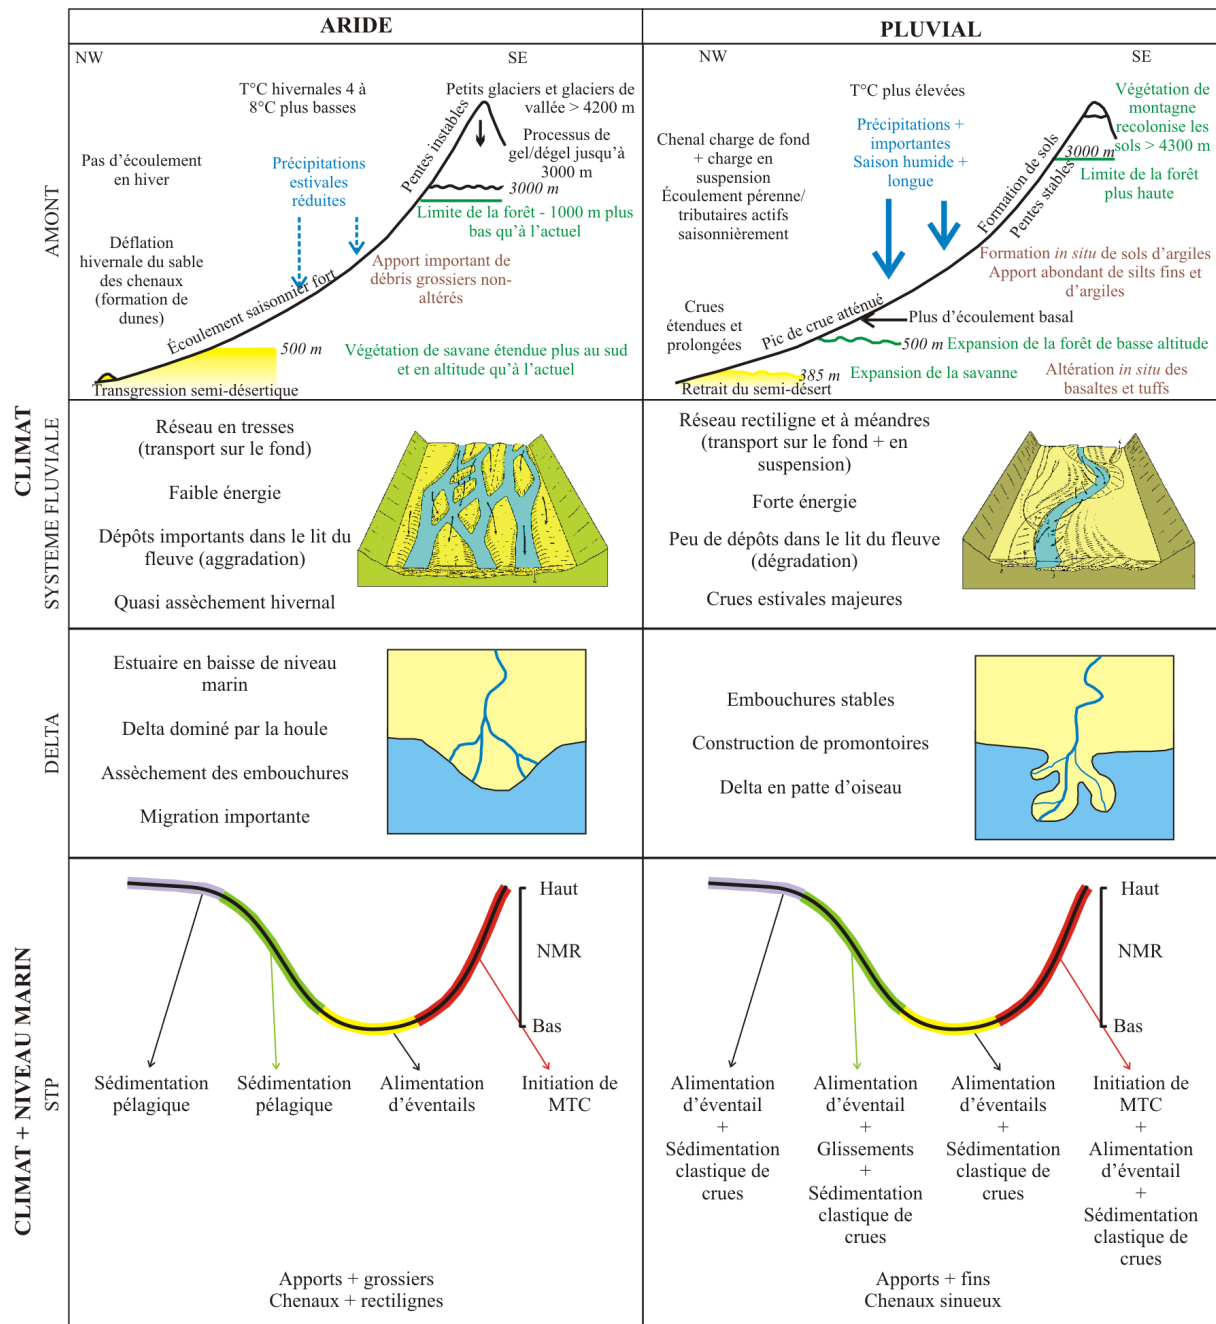 ARIDE
PLUVIAL
CLIMAT
AMONT
NW
SE
T°C hivernales 4 à
8°C plus basses
Petits glaciers et glaciers de
vallée > 4200 m
Pentes instables
Processus de
gel/dégel jusqu'à
3000 m
Pas d'écoulement
en hiver
Précipitations
estivales
réduites
3000 m
Limite de la forêt - 1000 m plus
bas qu'à l'actuel
Déflation
hivernale du sable
des chenaux
(formation de
dunes)
Apport important de
débris grossiers non-
altérés
Écoulement saisonnier fort
500 m
Végétation de savane étendue plus au sud
et en altitude qu'à l'actuel
Transgression semi-désertique
NW
SE
T°C plus élevées
Végétation de
montagne
recolonise les
sols > 4300 m
Chenal charge de fond
+ charge en
suspension
Écoulement pérenne/
tributaires actifs
saisonnièrement
Précipitations +
importantes
Saison humide +
longue
3000 m
Limite de la forêt
plus haute
Formation de sols
Pentes stables
Formation in situ de sols d'argiles
Apport abondant de silts fins et
d'argiles
Crues
étendues et
prolongées
Pic de crue atténué
Plus d'écoulement basal
500 m
Expansion de la forêt de basse altitude
385 m
Expansion de la savanne
Altération in situ des
basaltes et tuffs
Retrait du semi-désert
SYSTEME FLUVIALE
Réseau en tresses
(transport sur le fond)
Faible énergie
Dépôts importants dans le lit du
fleuve (aggradation)
Quasi assèchement hivernal
Réseau rectiligne et à méandres
(transport sur le fond + en
suspension)
Forte énergie
Peu de dépôts dans le lit du fleuve
(dégradation)
Crues estivales majeures
DELTA
Estuaire en baisse de niveau
marin
Delta dominé par la houle
Assèchement des embouchures
Migration importante
Embouchures stables
Construction de promontoires
Delta en patte d'oiseau
CLIMAT + NIVEAU MARIN
STP
Haut
NMR
Bas
Sédimentation
pélagique
Sédimentation
pélagique
Alimentation
d'éventails
Initiation de
MTC
Apports + grossiers
Chenaux + rectilignes
Haut
NMR
Bas
Alimentation
d'éventail
+
Sédimentation
clastique de
crues
Alimentation
d'éventail
+
Glissements
+
Sédimentation
clastique de
crues
Alimentation
d'éventails
+
Sédimentation
clastique de
crues
Initiation de
MTC
+
Alimentation
d'éventail
+
Sédimentation
clastique de
crues
Apports + fins
Chenaux sinueux